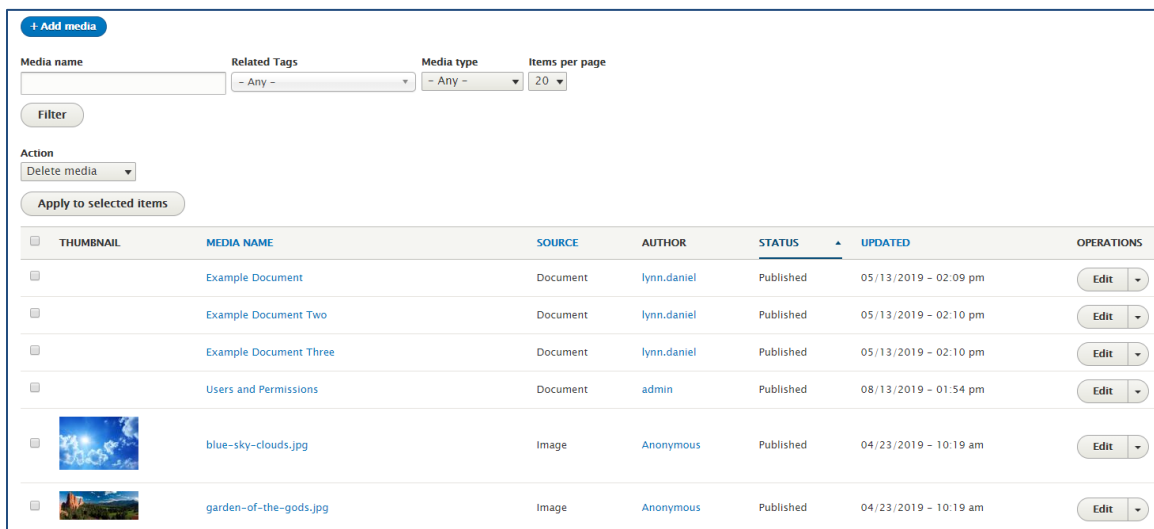 + Add media
Media name Related Tags Media type Items per page
- Any - - Any - 20
Filter
Action
Delete media
Apply to selected items
THUMBNAIL MEDIA NAME SOURCE AUTHOR STATUS UPDATED OPERATIONS
Example Document Document lynn.daniel Published 05/13/2019 - 02:09 pm Edit
Example Document Two Document lynn.daniel Published 05/13/2019 - 02:10 pm Edit
Example Document Three Document lynn.daniel Published 05/13/2019 - 02:10 pm Edit
Users and Permissions Document admin Published 08/13/2019 - 01:54 pm Edit
blue-sky-clouds.jpg Image Anonymous Published 04/23/2019 - 10:19 am Edit
garden-of-the-gods.jpg Image Anonymous Published 04/23/2019 - 10:19 am Edit